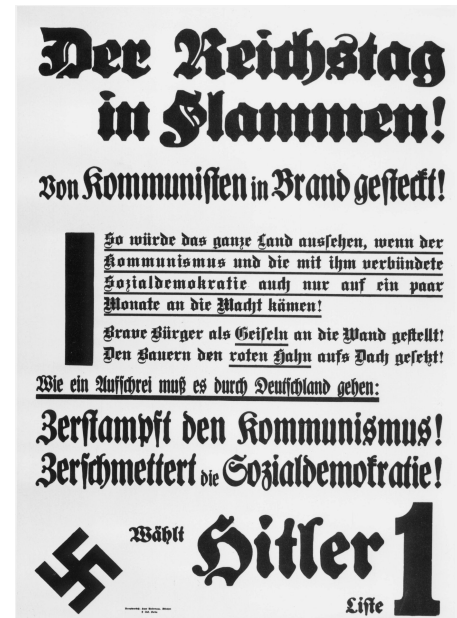 Der Reichstag
in Flammen!
Von Kommunisten in Brand gesteckt!
So würde das ganze Land aussehen, wenn der
Kommunismus und die mit ihm verbündete
Sozialdemokratie auch nur auf ein paar
Monate an die Macht kämen!
Brave Bürger als Geiseln an die Wand gestellt!
Den Bauern den roten Hahn aufs Dach gesetzt!
Wie ein Aufschrei muß es durch Deutschland gehen:
Zerstampft den Kommunismus!
Zerschmettert die Sozialdemokratie!
Wählt Hitler
Liste 1